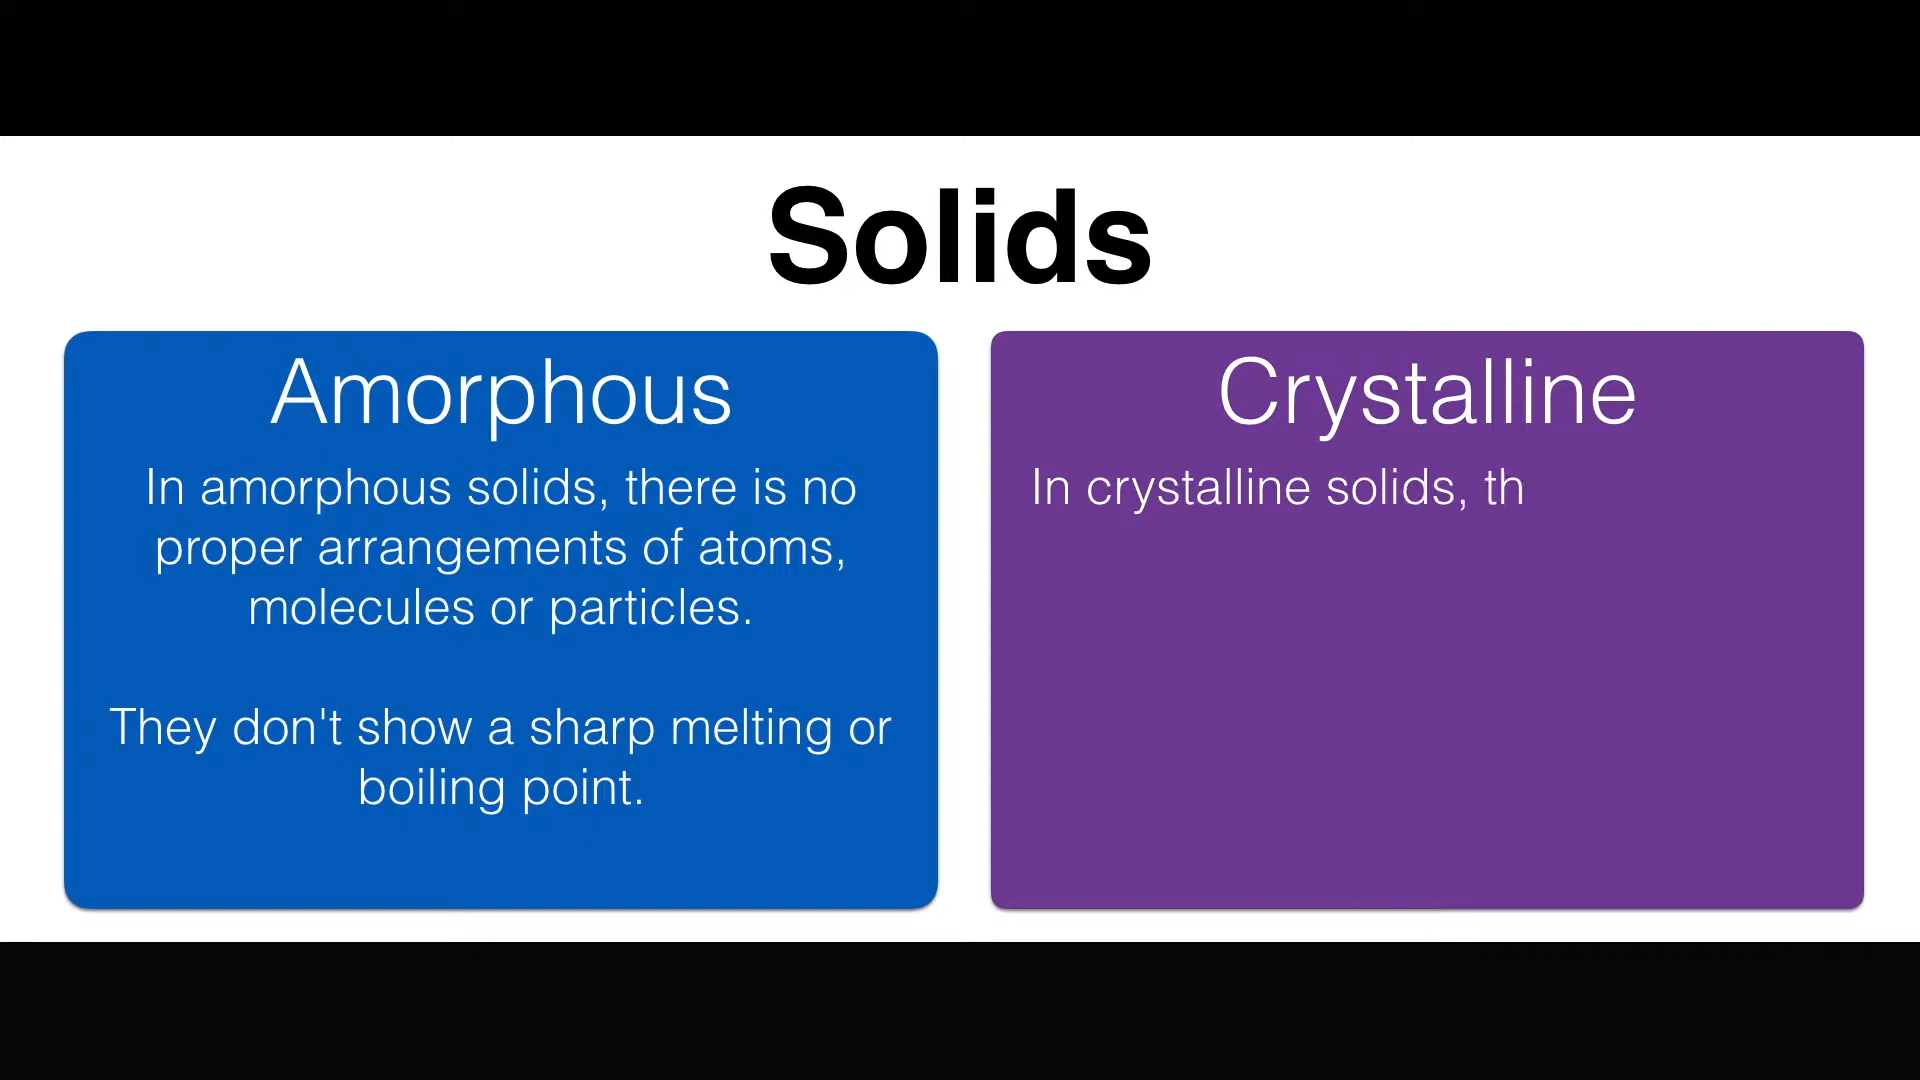 Solids
Amorphous
In amorphous solids, there is no
proper arrangements of atoms,
molecules or particles.
They don't show a sharp melting or
boiling point.
Crystalline
In crystalline solids, th